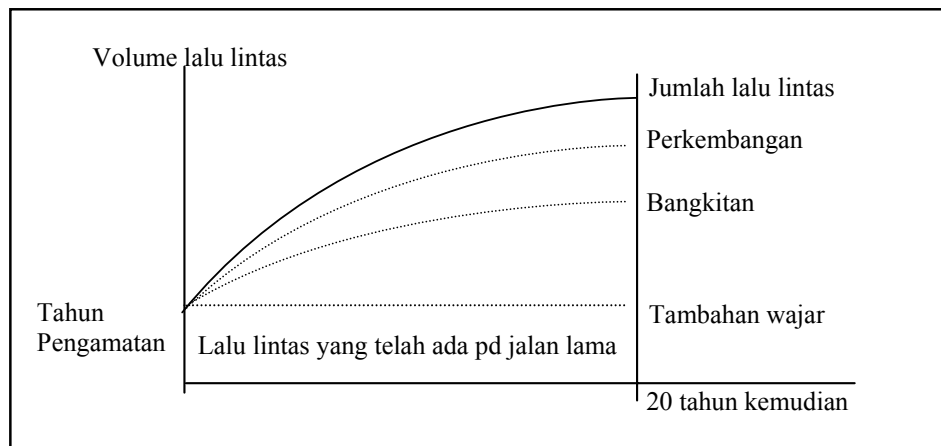 Volume lalu lintas
Jumlah lalu lintas
Perkembangan
Bangkitan
Tahun
Pengamatan
Tambahan wajar
Lalu lintas yang telah ada pd jalan lama
20 tahun kemudian